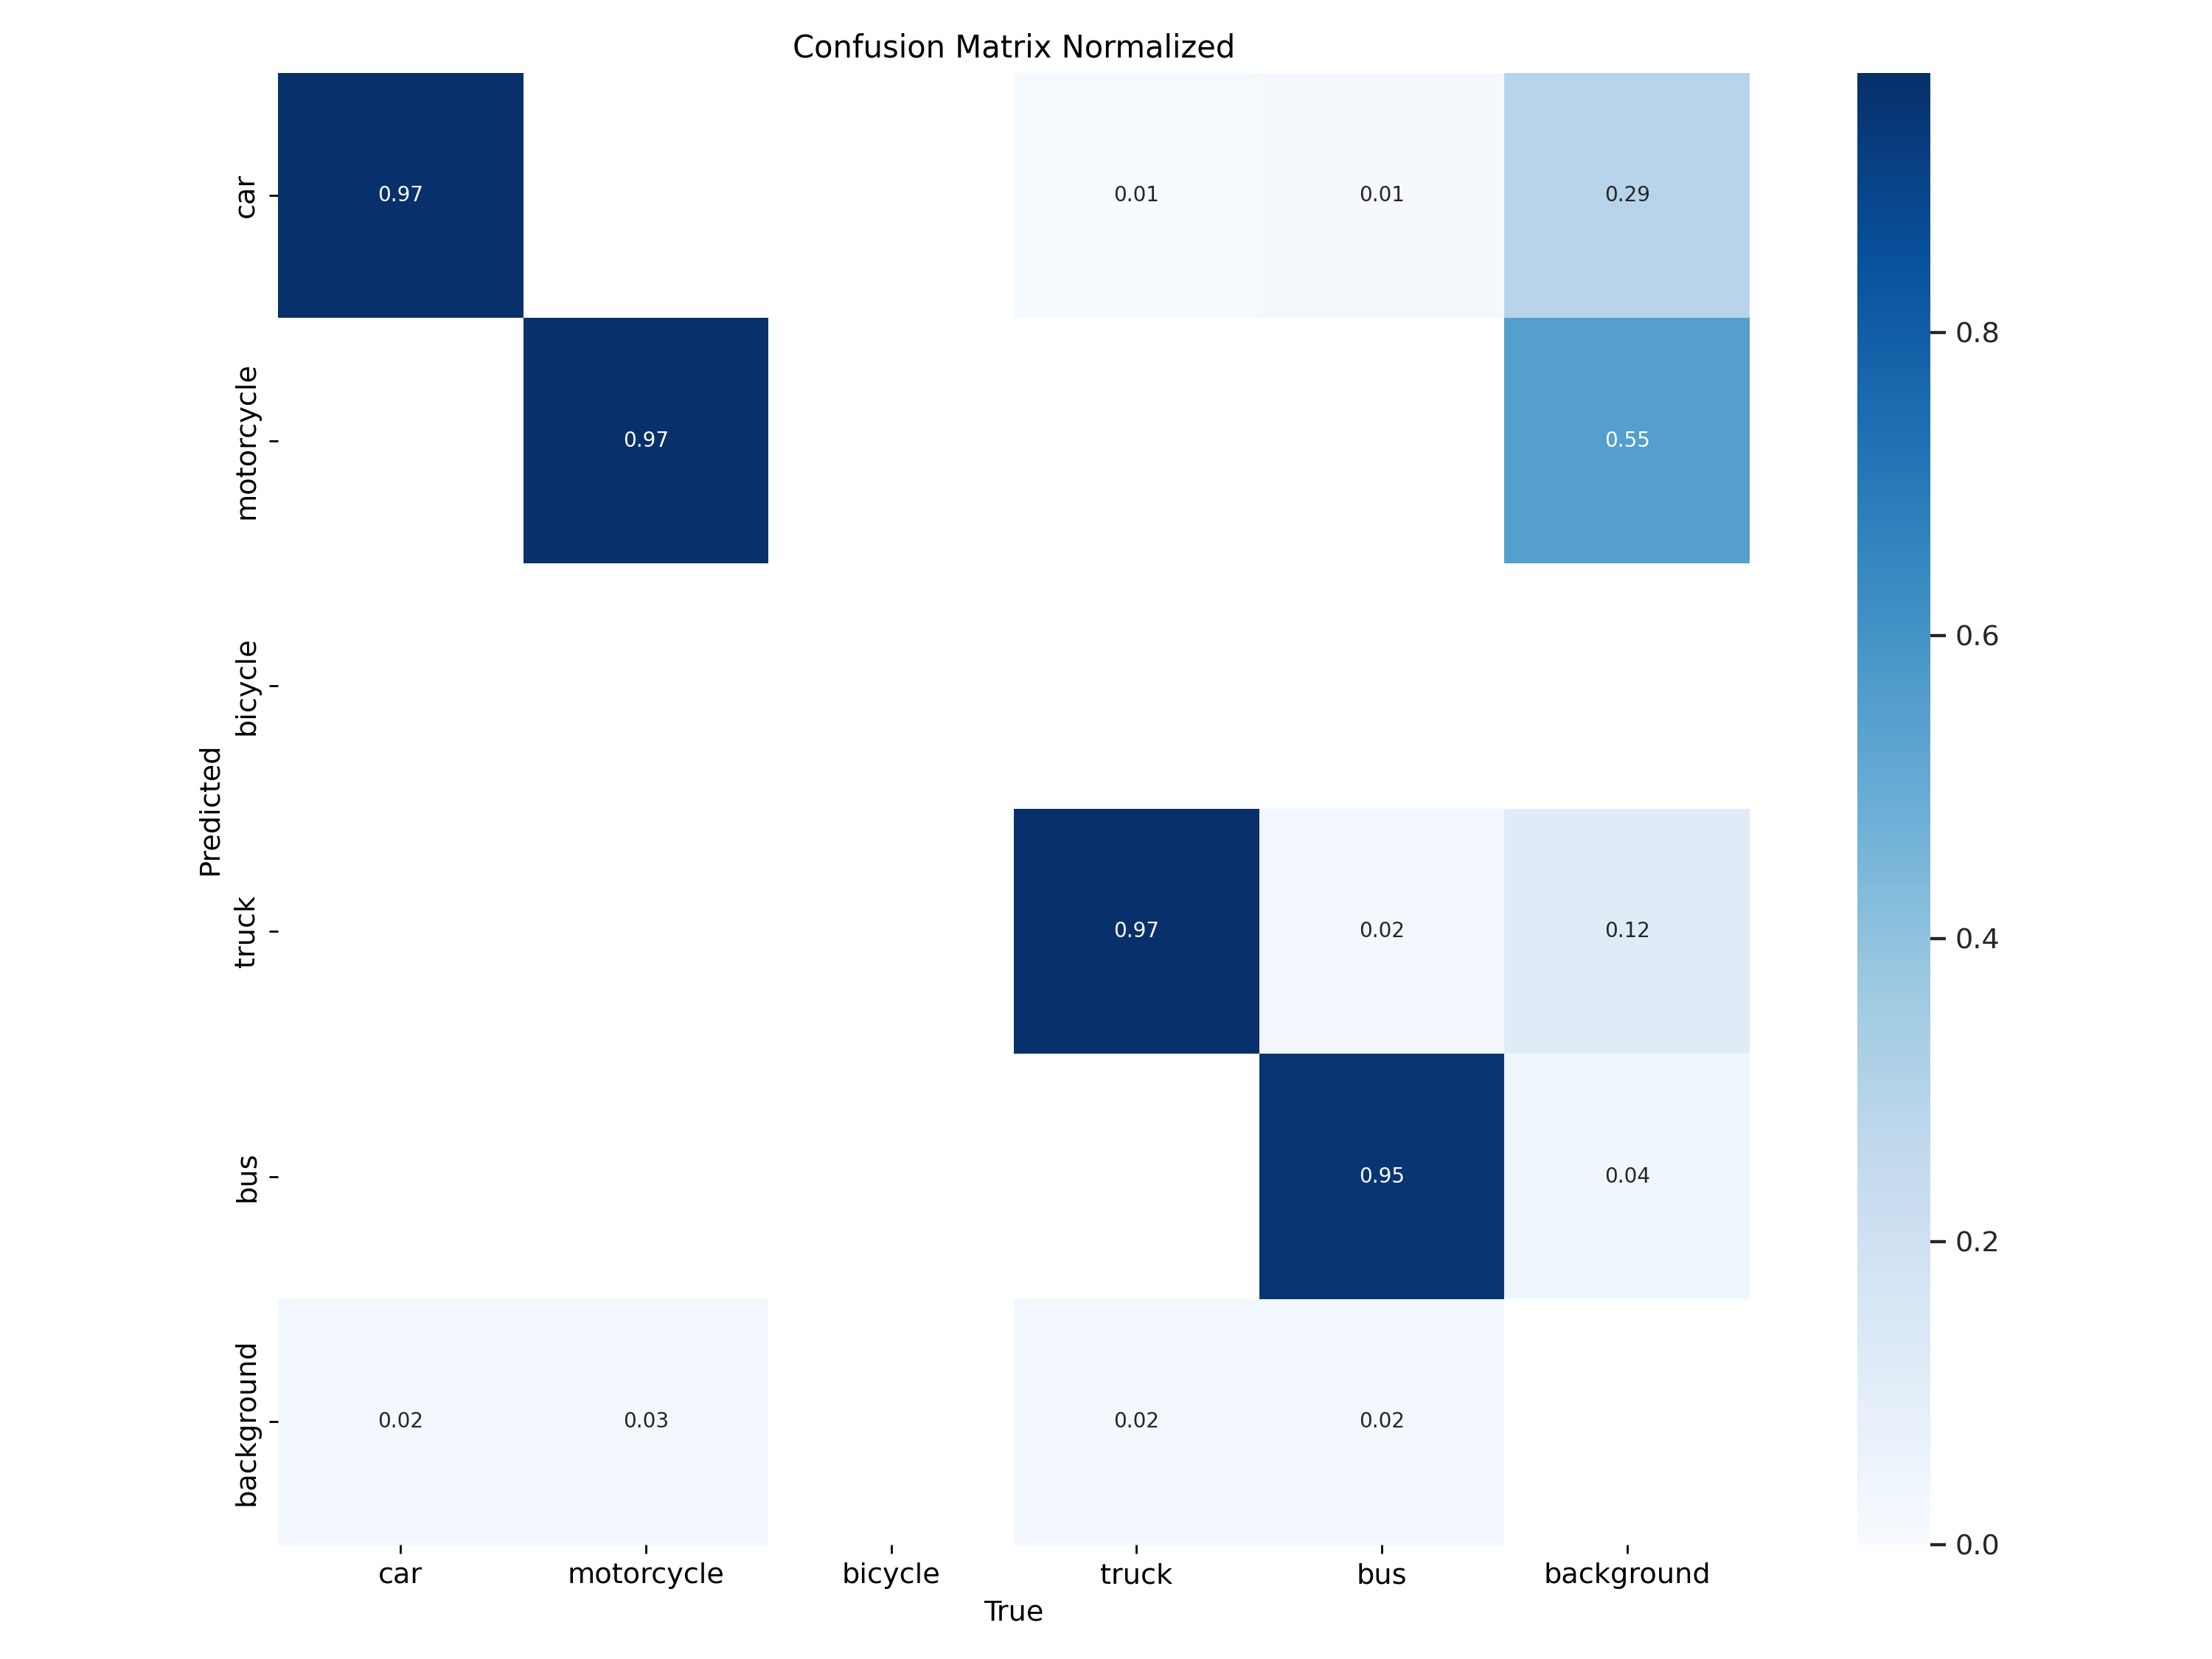 Confusion Matrix Normalized
car
0.97
0.01
0.01
0.29
motorcycle
0.97
0.55
bicycle
Predicted
truck
0.97
0.02
0.12
bus
0.95
0.04
background
0.02
0.03
0.02
0.02
car
motorcycle
bicycle
truck
bus
background
True
0.8
0.6
0.4
0.2
0.0